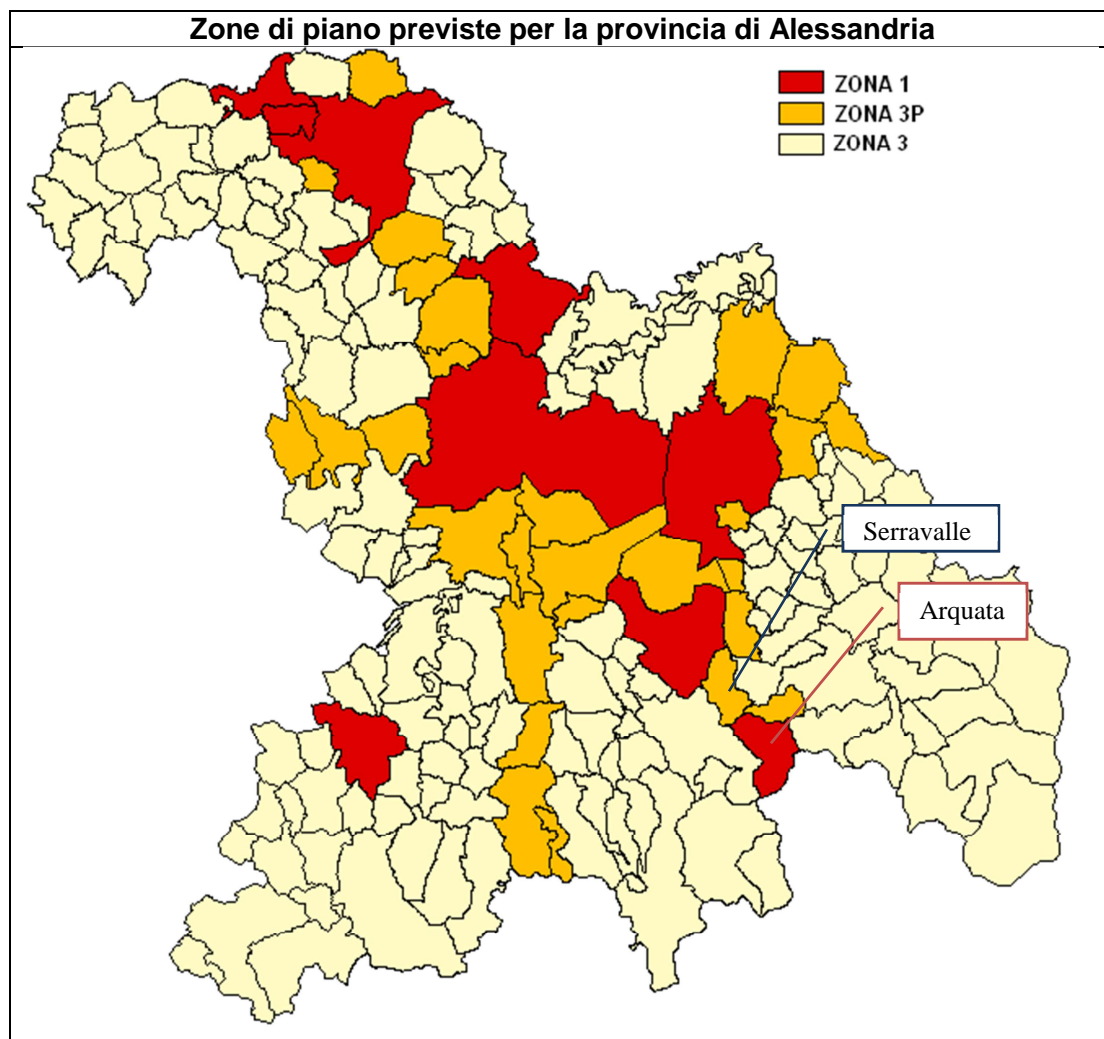 Zone di piano previste per la provincia di Alessandria
ZONA 1
ZONA 3P
ZONA 3
Serravalle
Arquata